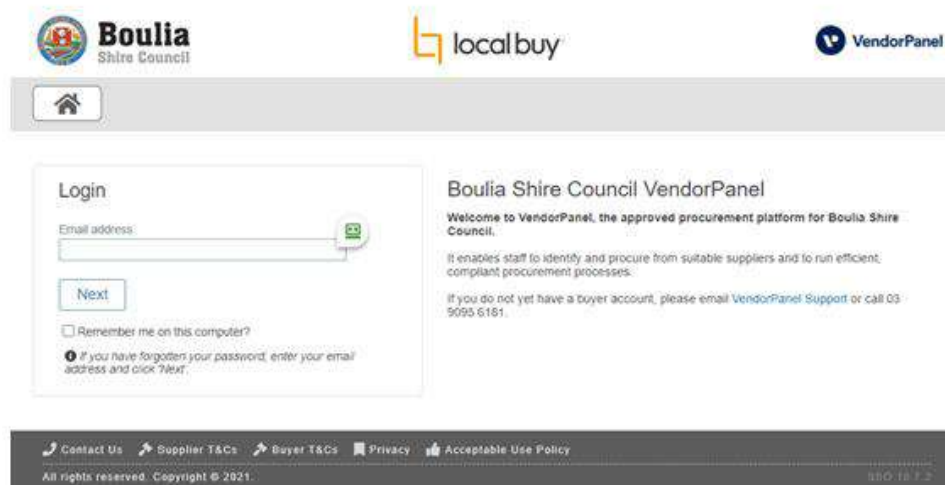 Boulia
Shire Council
localbuy
VendorPanel
Login
Email address
Next
Remember me on this computer?
If you have forgotten your password, enter your email
address and click 'Next'.
Boulia Shire Council VendorPanel
Welcome to VendorPanel, the approved procurement platform for Boulia Shire
Council.
It enables staff to identify and procure from suitable suppliers and to run efficient,
compliant procurement processes.
If you do not yet have a buyer account, please email VendorPanel Support or call 03
9095 6181.
Contact Us Supplier T&Cs Buyer T&Cs Privacy Acceptable Use Policy
All rights reserved. Copyright © 2021.